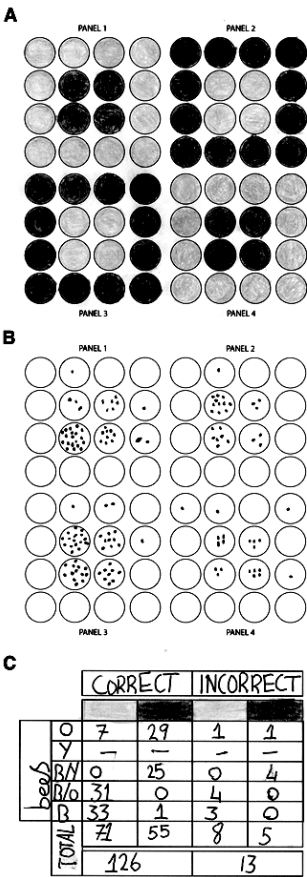 A
PANEL 1 PANEL 2
PANEL 3 PANEL 4
B
PANEL 1 PANEL 2
PANEL 3 PANEL 4
C
CORRECT INCORRECT
beeS
O 7 29 1 1
Y – – – –
B/Y 0 25 0 4
B/O 31 0 4 0
B 33 1 3 0
TOTAL 71 55 8 5
126 13